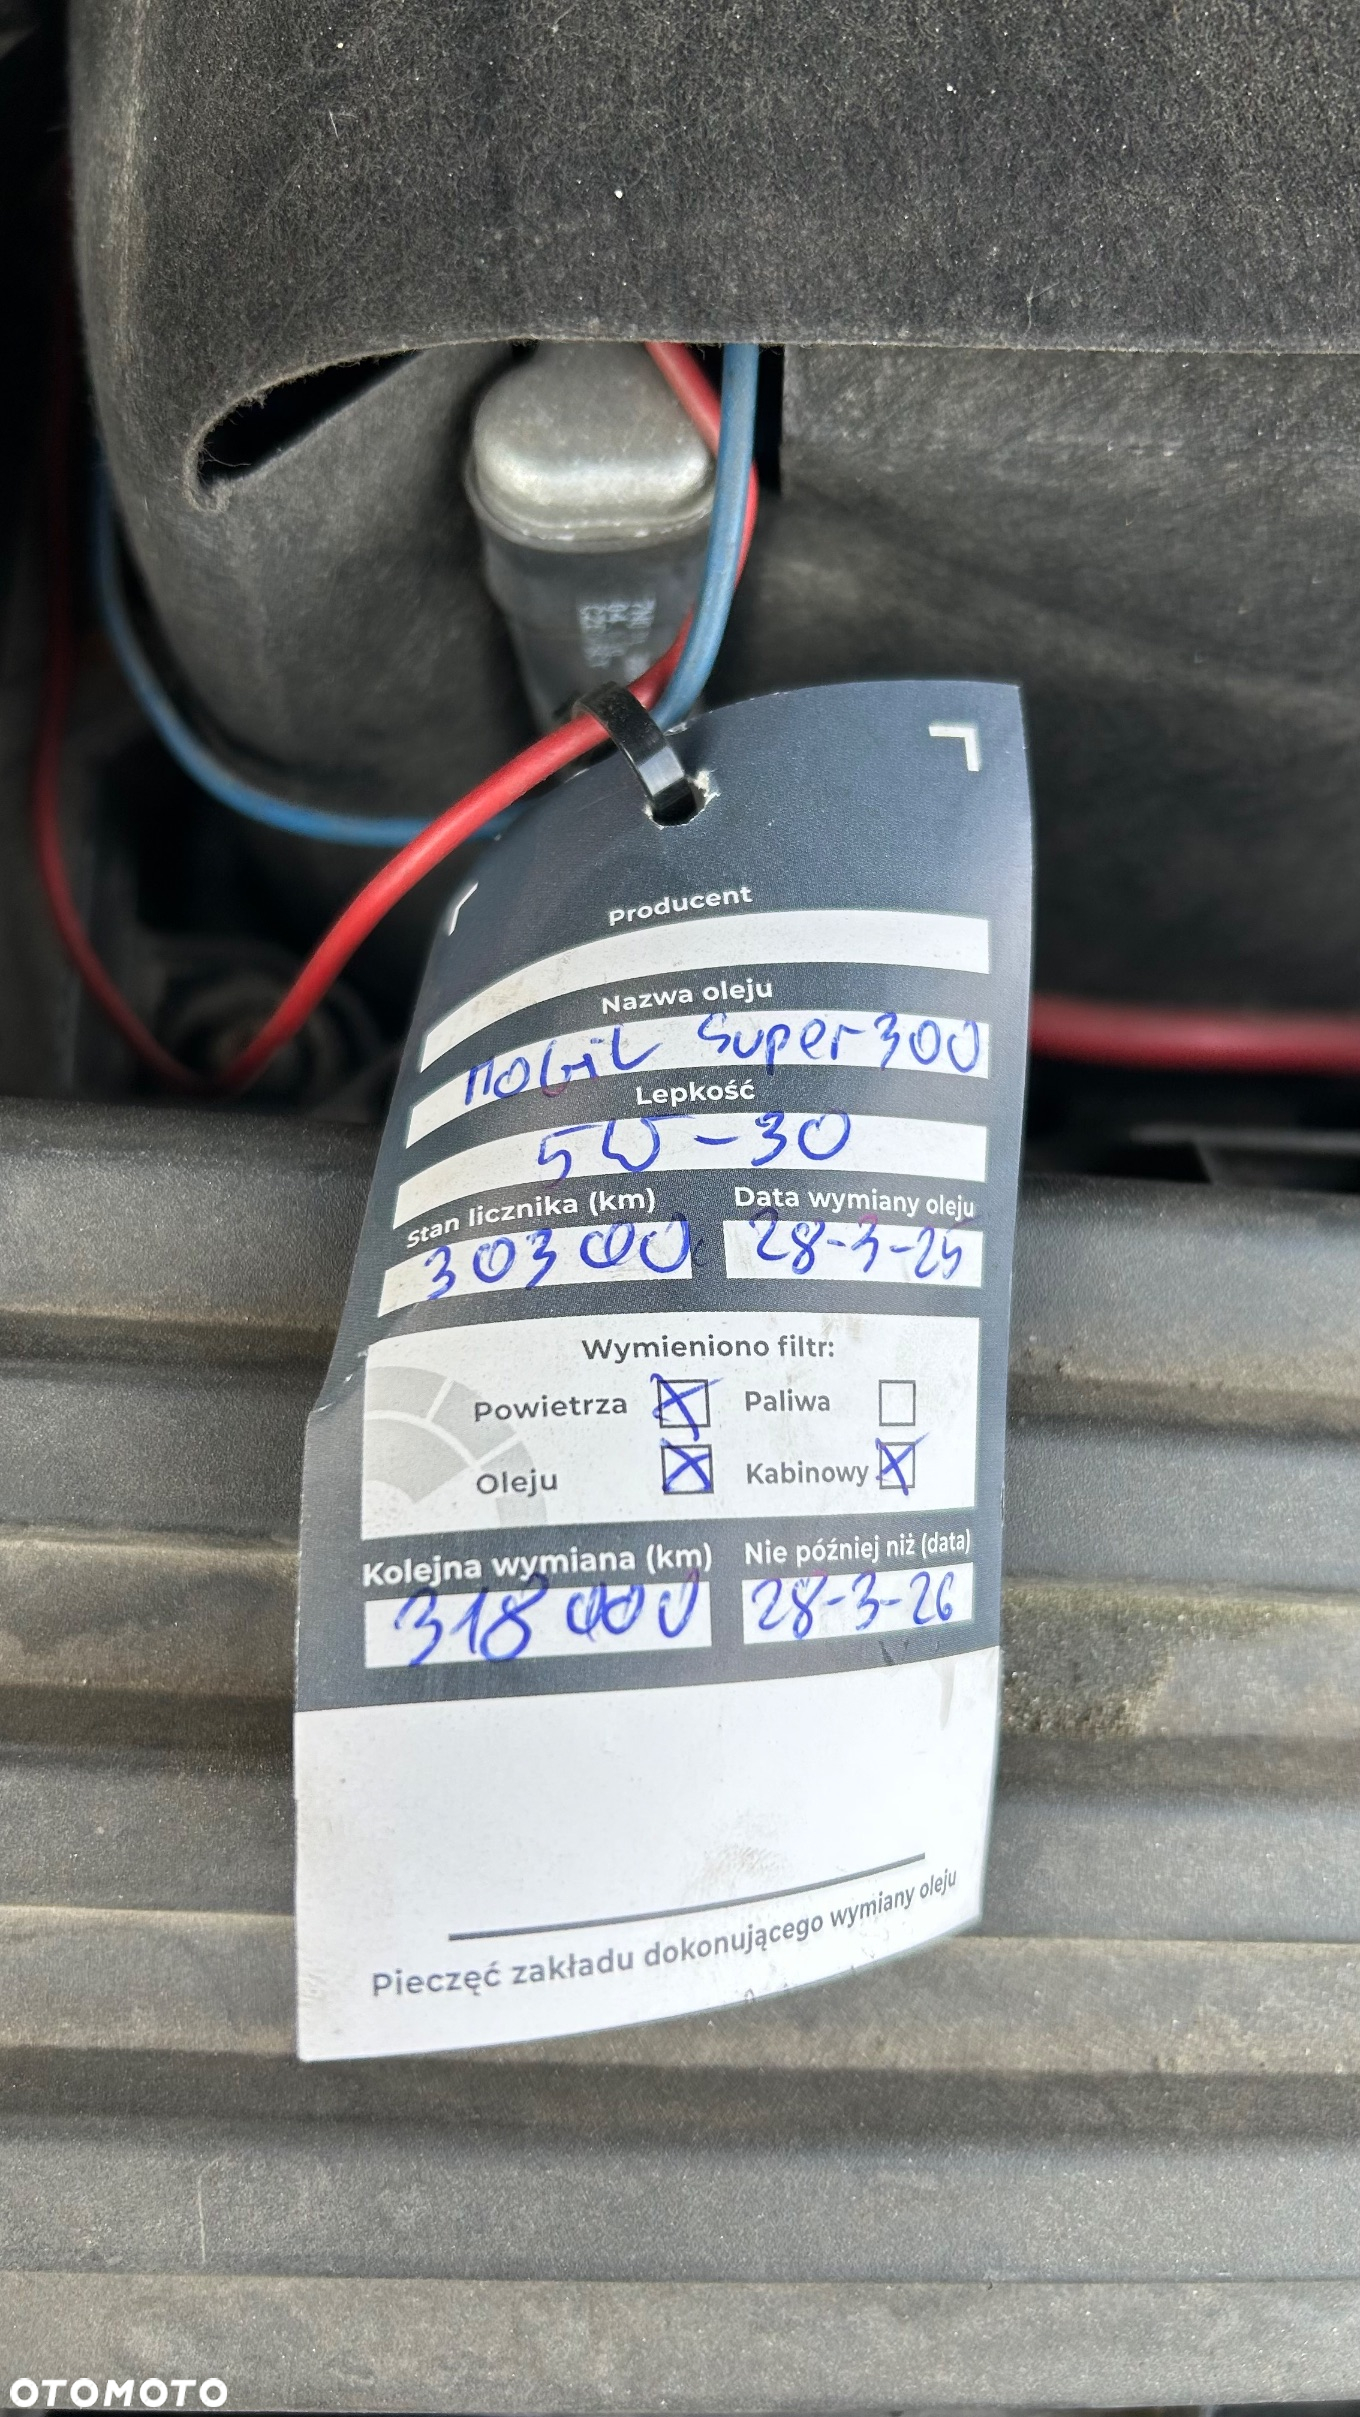 Producent
Nazwa oleju
MOBIL Super 300
Lepkość
5W-30
Stan licznika (km) Data wymiany oleju
303000 28-3-25
Wymieniono filtr:
Powietrza X Paliwa
Oleju X Kabinowy X
Kolejna wymiana (km) Nie później niż (data)
318000 28-3-26
Pieczęć zakładu dokonującego wymiany oleju
OTOMOTO